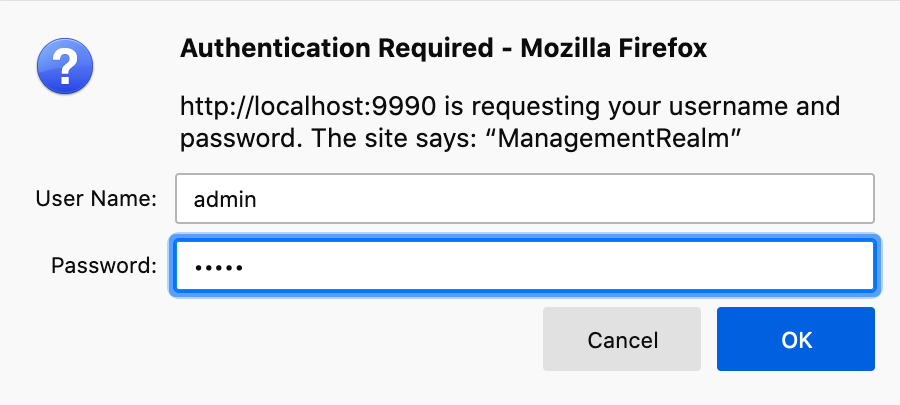 Authentication Required - Mozilla Firefox
http://localhost:9990 is requesting your username and
password. The site says: “ManagementRealm”
User Name: admin
Password: •••••
Cancel OK